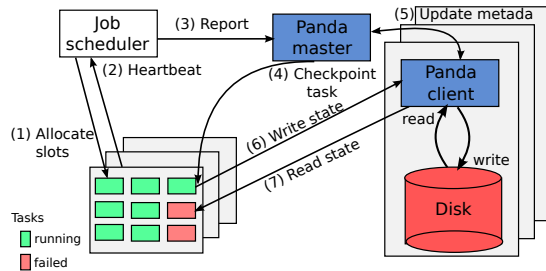 Job
scheduler
(3) Report
Panda
master
(5) Update metada
(2) Heartbeat
(4) Checkpoint
task
Panda
client
(1) Allocate
slots
(6) Write state
read
(7) Read state
write
Disk
Tasks
running
failed